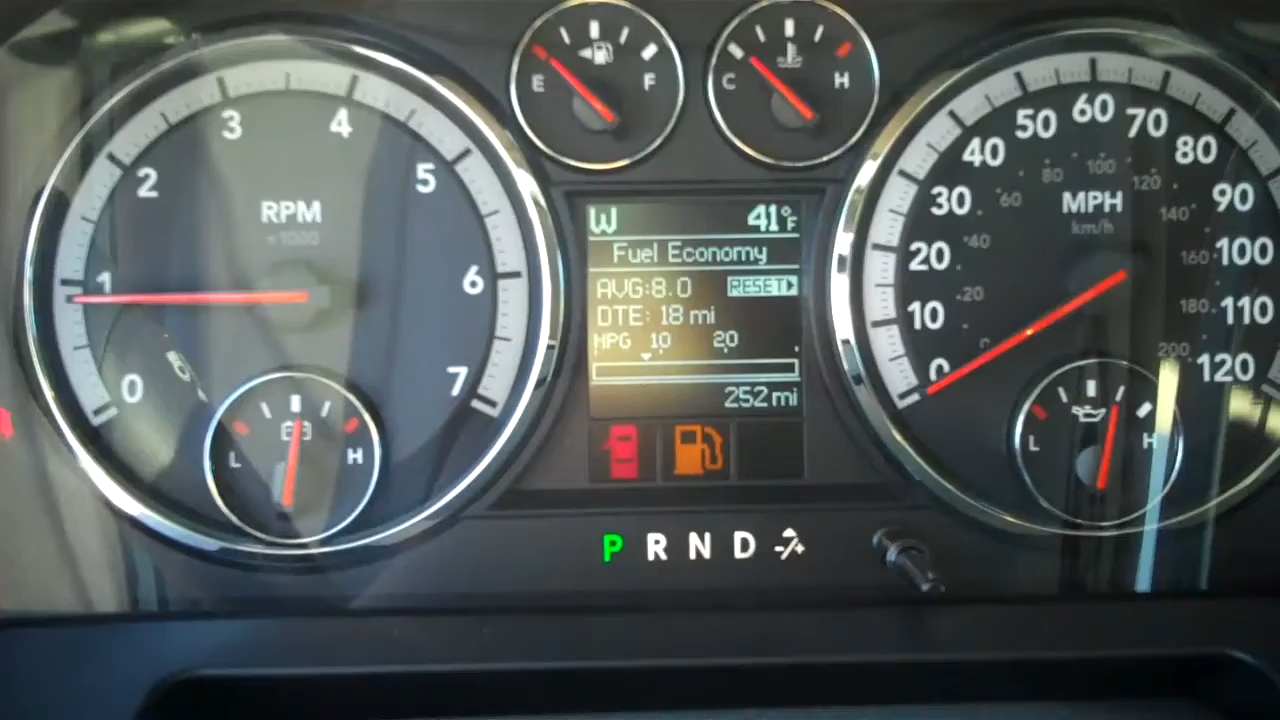 3 4
2 5
RPM
× 1000
1 6
0 7
L H
E F
C H
W 41°F
Fuel Economy
AVG:8.0 RESET
DTE: 18 mi
MPG 10 20
252 mi
P R N D -/+
50 60 70
40 80
30 90
20 100
10 110
0 120
80 100 120
60 140
40 160
20 180
0 200
MPH
km/h
L H